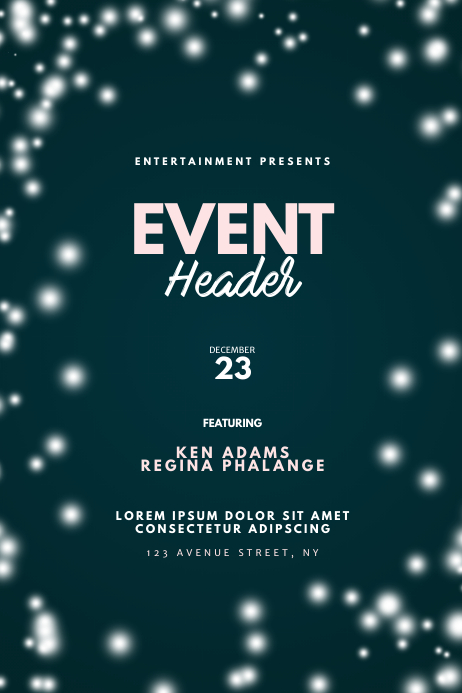 ENTERTAINMENT PRESENTS
EVENT
Header
DECEMBER
23
FEATURING
KEN ADAMS
REGINA PHALANGE
LOREM IPSUM DOLOR SIT AMET
CONSECTETUR ADIPSCING
123 AVENUE STREET, NY